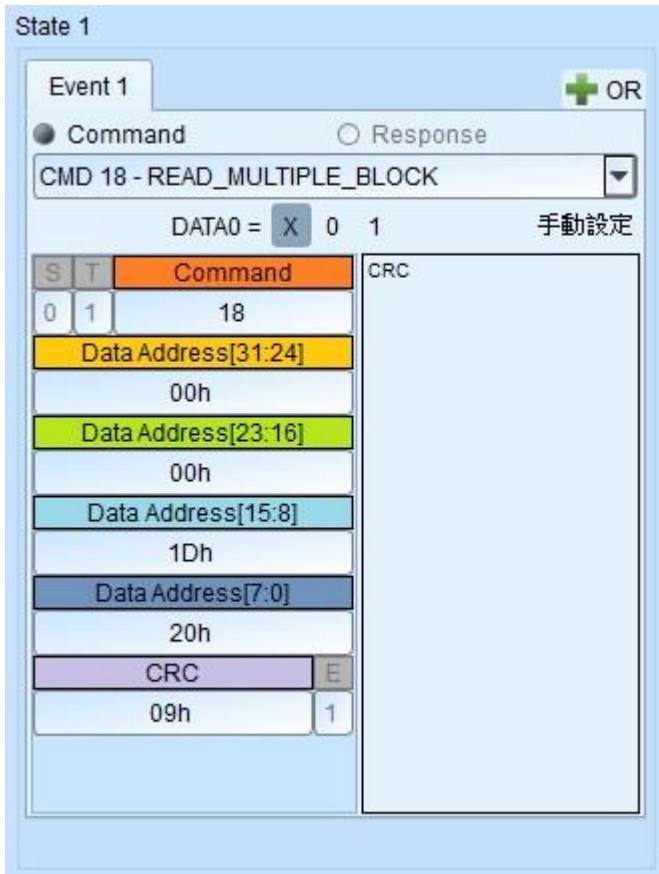 State 1
Event 1
OR
Command Response
CMD 18 - READ_MULTIPLE_BLOCK
DATA0 = X 0 1 手動設定
S T Command
CRC
0 1 18
Data Address[31:24]
00h
Data Address[23:16]
00h
Data Address[15:8]
1Dh
Data Address[7:0]
20h
CRC E
09h 1